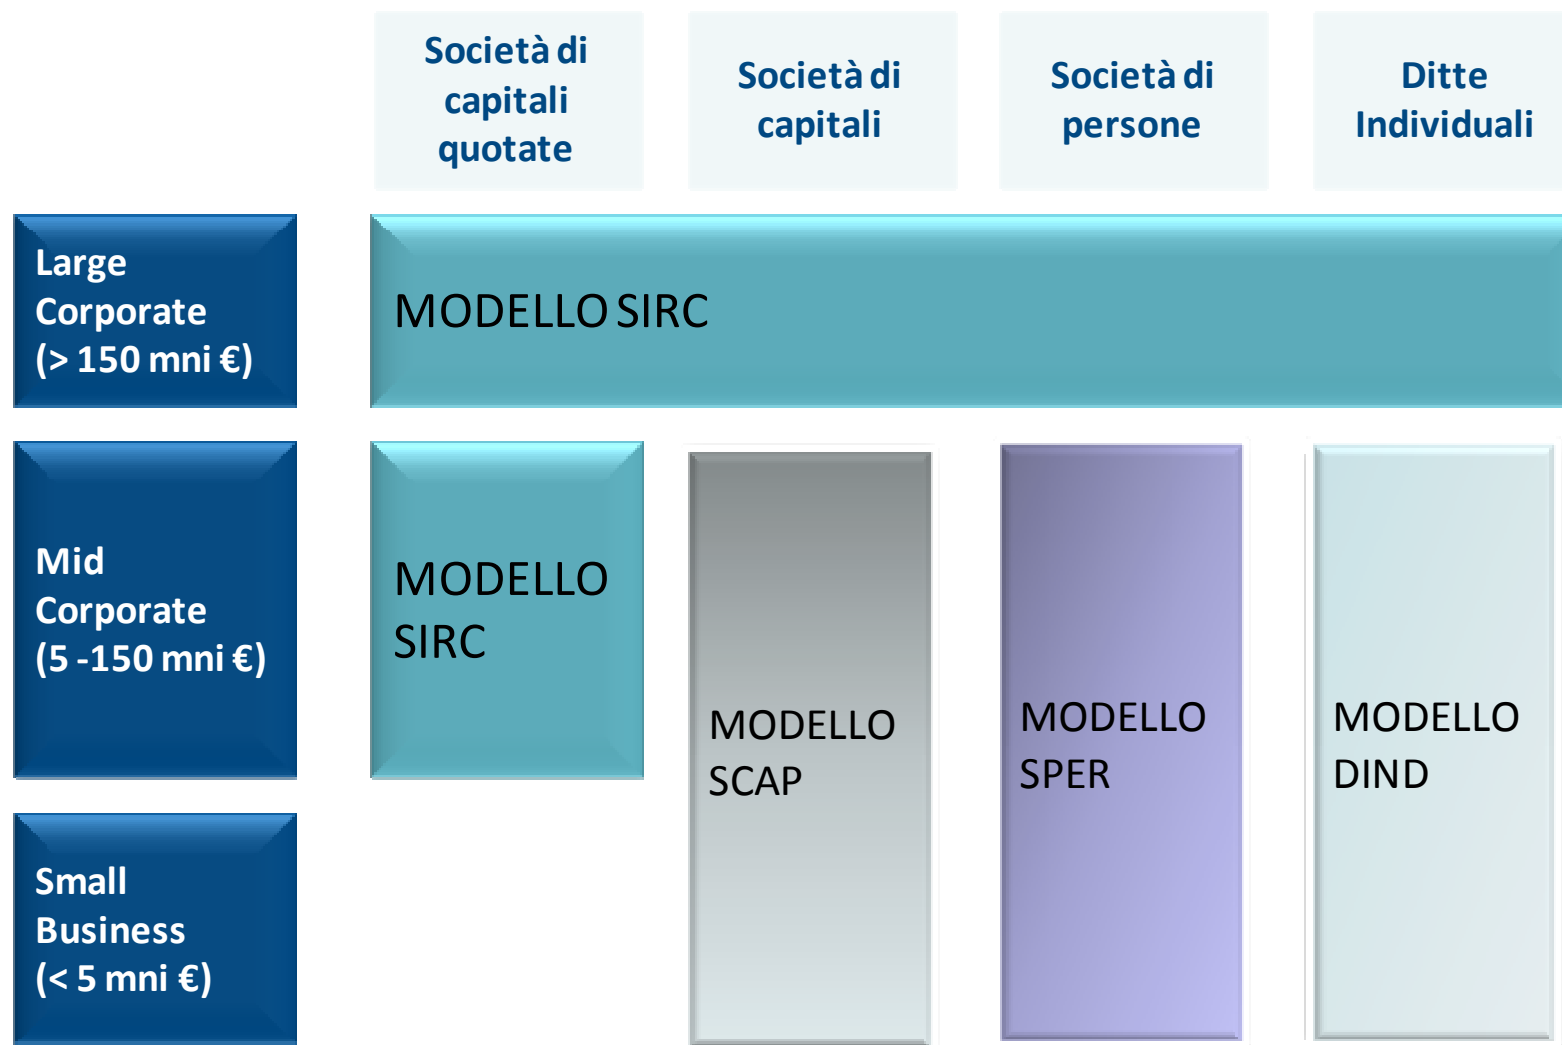 Società di
capitali
quotate
Società di
capitali
Società di
persone
Ditte
Individuali
Large
Corporate
(> 150 mni €)
MODELLO SIRC
Mid
Corporate
(5 -150 mni €)
MODELLO
SIRC
MODELLO
SCAP
MODELLO
SPER
MODELLO
DIND
Small
Business
(< 5 mni €)